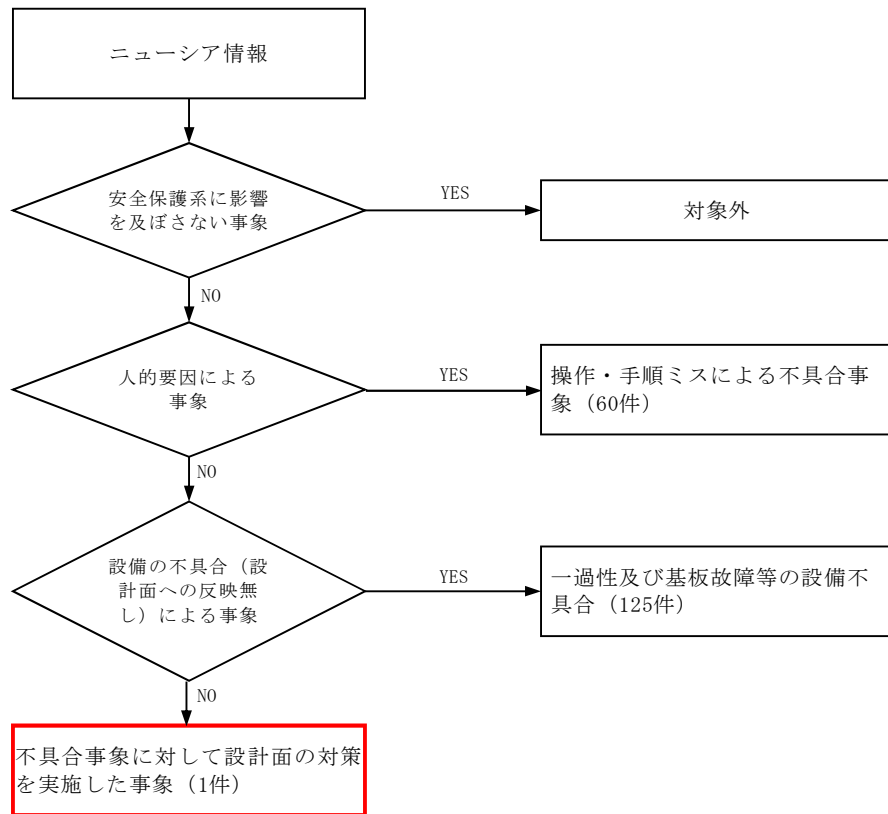 ニューシア情報
安全保護系に影響
を及ぼさない事象
YES
対象外
NO
人的要因による
事象
YES
操作・手順ミスによる不具合事
象（60件）
NO
設備の不具合（設
計面への反映無
し）による事象
YES
一過性及び基板故障等の設備不
具合（125件）
NO
不具合事象に対して設計面の対策
を実施した事象（1件）